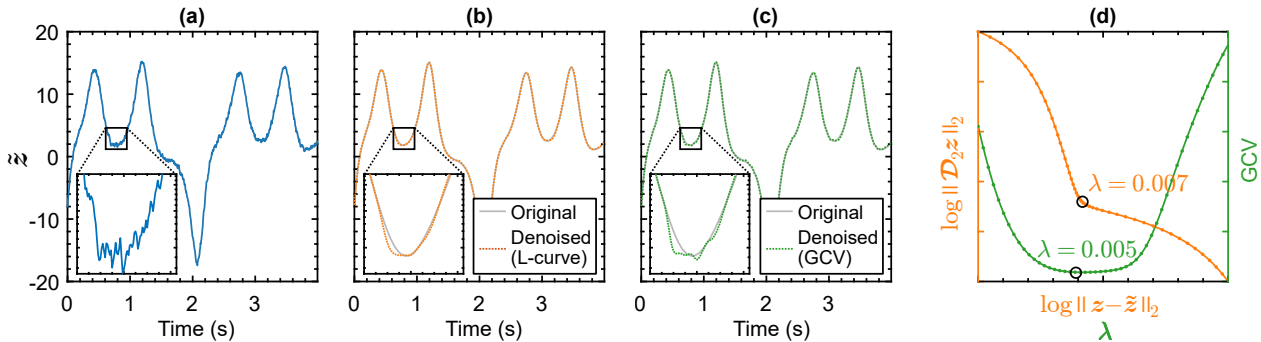 (a)
(b)
(c)
(d)
20
10
0
-10
-20
z̃
0 1 2 3
Time (s)
Original
Denoised
(L-curve)
0 1 2 3
Time (s)
Original
Denoised
(GCV)
0 1 2 3
Time (s)
log || 𝓓₂z ||₂
λ = 0.007
λ = 0.005
GCV
log || z − z̃ ||₂
λ